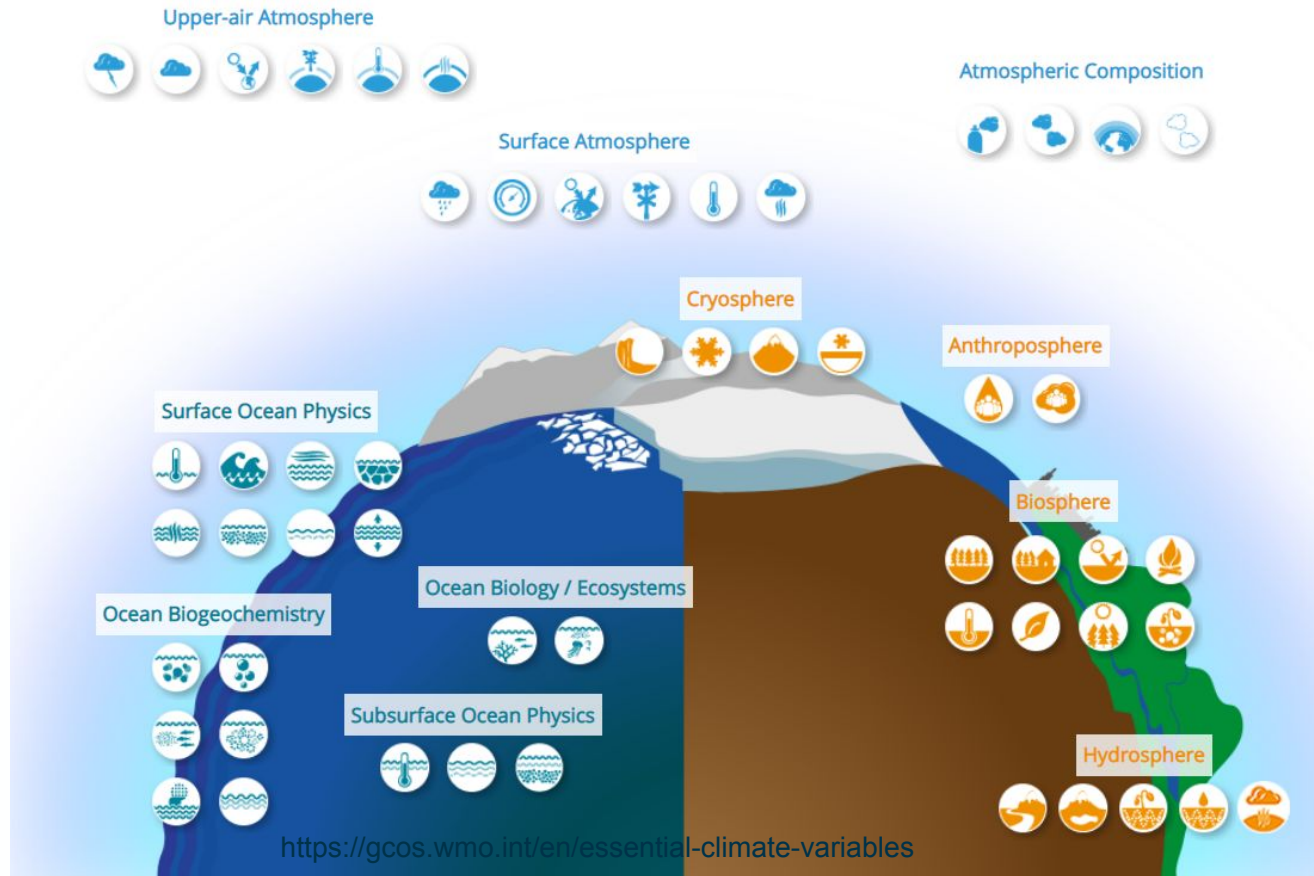 Upper-air Atmosphere
Atmospheric Composition
Surface Atmosphere
Cryosphere
Anthroposphere
Surface Ocean Physics
Biosphere
Ocean Biology / Ecosystems
Ocean Biogeochemistry
Subsurface Ocean Physics
Hydrosphere
https://gcos.wmo.int/en/essential-climate-variables